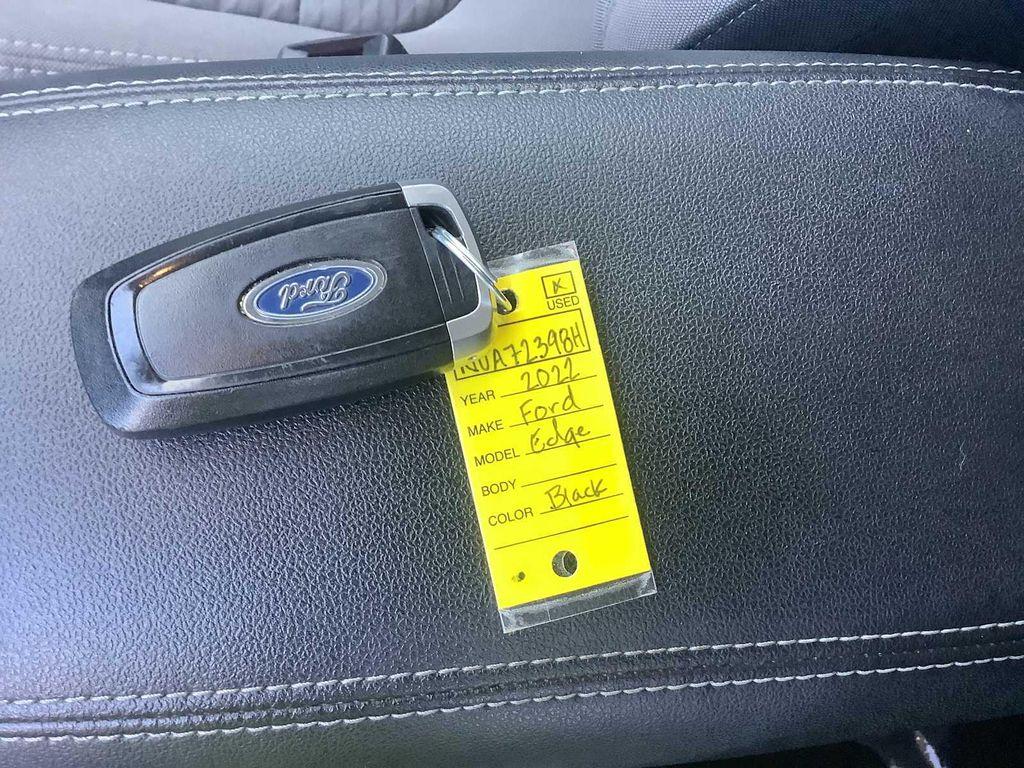 Ford
X
USED
NUA72398H
YEAR 2022
MAKE Ford
MODEL Edge
BODY
COLOR Black